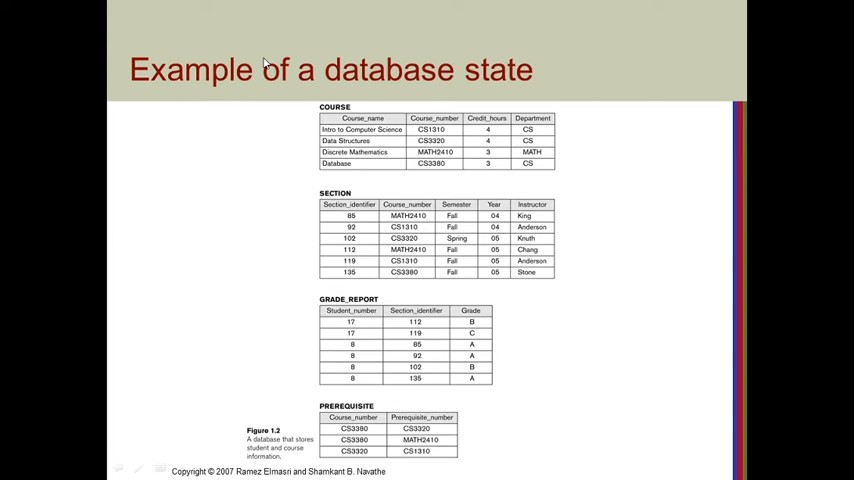 Example of a database state
COURSE
Course_name Course_number Credit_hours Department
Intro to Computer Science CS1310 4 CS
Data Structures CS3320 4 CS
Discrete Mathematics MATH2410 3 MATH
Database CS3380 3 CS
SECTION
Section_identifier Course_number Semester Year Instructor
85 MATH2410 Fall 04 King
92 CS1310 Fall 04 Anderson
102 CS3320 Spring 05 Knuth
112 MATH2410 Fall 05 Chang
119 CS1310 Fall 05 Anderson
135 CS3380 Fall 05 Stone
GRADE_REPORT
Student_number Section_identifier Grade
17 112 B
17 119 C
8 85 A
8 92 A
8 102 B
8 135 A
PREREQUISITE
Course_number Prerequisite_number
CS3380 CS3320
CS3380 MATH2410
CS3320 CS1310
Figure 1.2
A database that stores
student and course
information.
Copyright © 2007 Ramez Elmasri and Shamkant B. Navathe